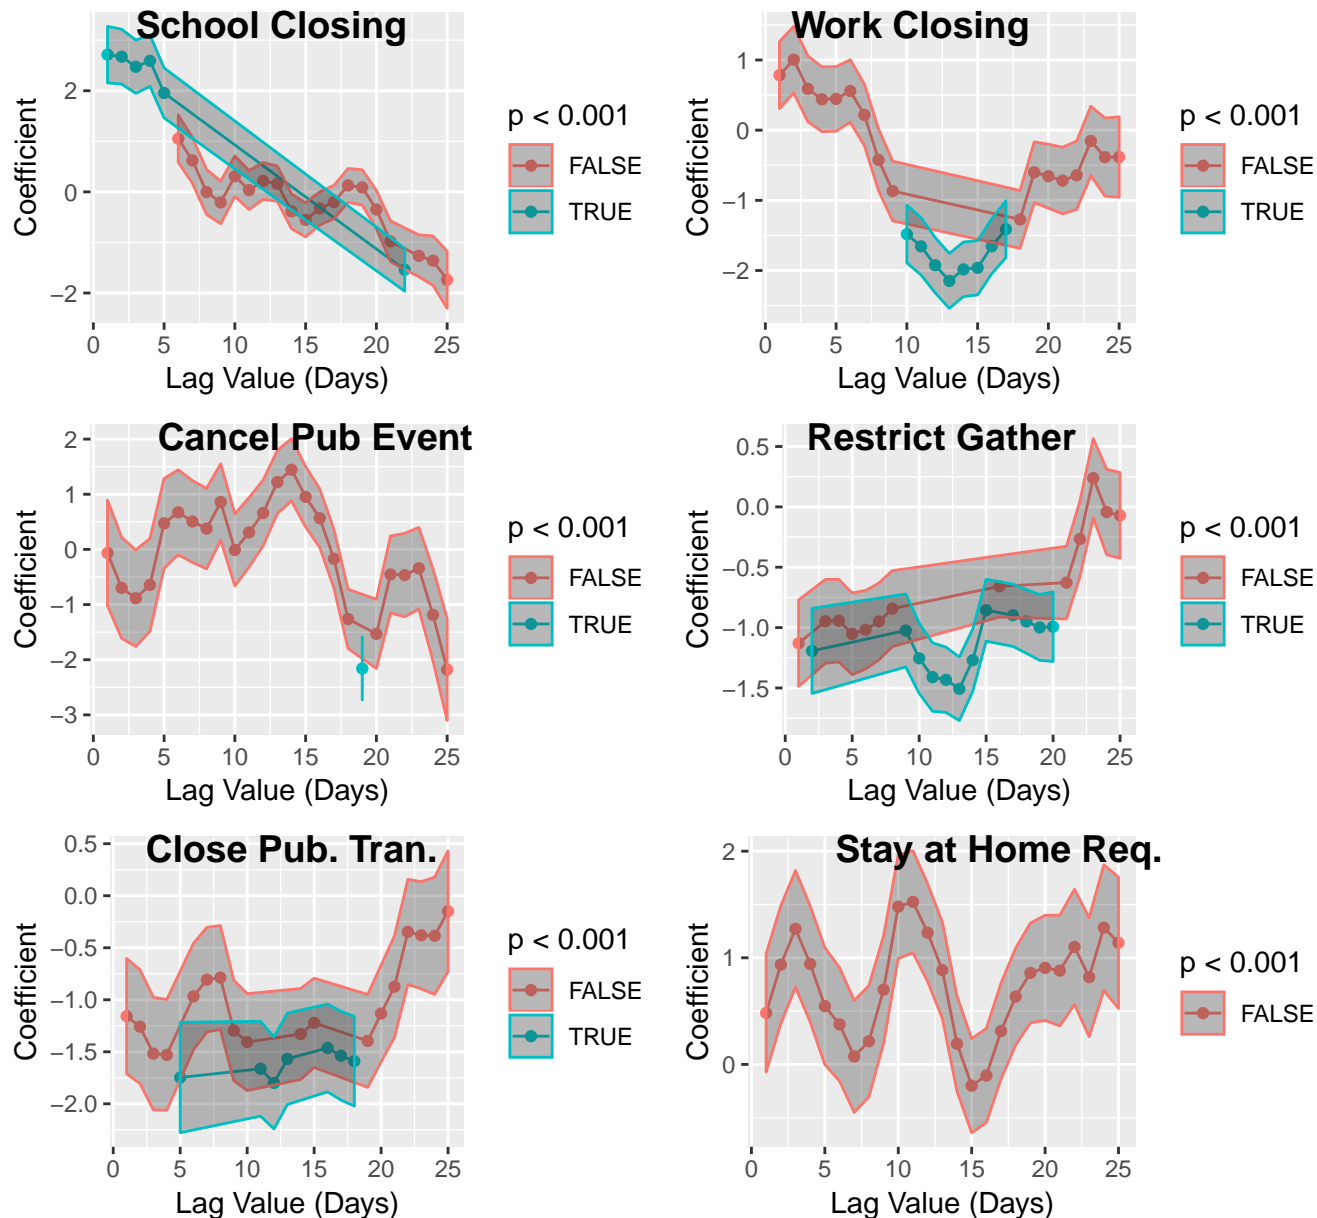 School Closing
Coefficient
2
0
−2
0 5 10 15 20 25
Lag Value (Days)
p < 0.001
FALSE
TRUE
Work Closing
Coefficient
1
0
−1
−2
0 5 10 15 20 25
Lag Value (Days)
p < 0.001
FALSE
TRUE
Cancel Pub Event
Coefficient
2
1
0
−1
−2
−3
0 5 10 15 20 25
Lag Value (Days)
p < 0.001
FALSE
TRUE
Restrict Gather
Coefficient
0.5
0.0
−0.5
−1.0
−1.5
0 5 10 15 20 25
Lag Value (Days)
p < 0.001
FALSE
TRUE
Close Pub. Tran.
Coefficient
0.5
0.0
−0.5
−1.0
−1.5
−2.0
0 5 10 15 20 25
Lag Value (Days)
p < 0.001
FALSE
TRUE
Stay at Home Req.
Coefficient
2
1
0
0 5 10 15 20 25
Lag Value (Days)
p < 0.001
FALSE